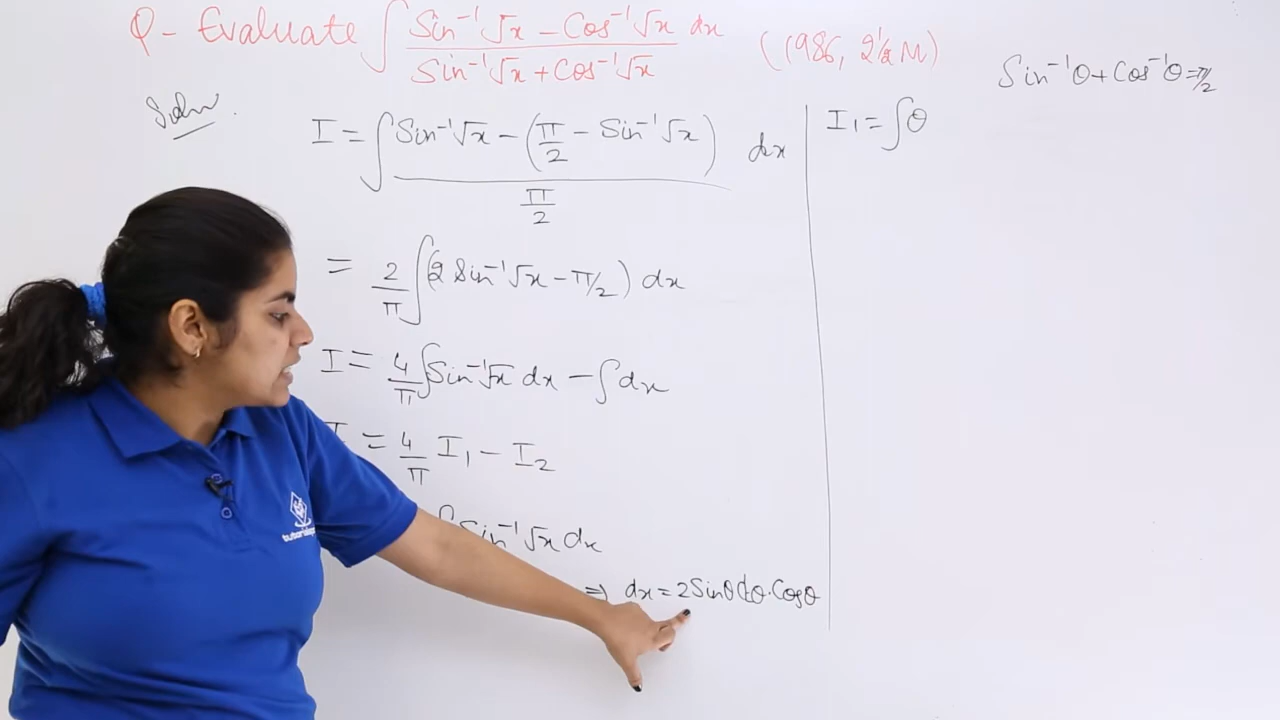 Q- Evaluate ∫ (Sin⁻¹√x - Cos⁻¹√x)/(Sin⁻¹√x + Cos⁻¹√x) dx (1986, 2½ M)
Sin⁻¹θ + Cos⁻¹θ = π/2
Soln.
I = ∫ (Sin⁻¹√x - (π/2 - Sin⁻¹√x))/(π/2) dx
= 2/π ∫(2 Sin⁻¹√x - π/2) dx
I = 4/π ∫Sin⁻¹√x dx - ∫dx
= 4/π I₁ - I₂
Sin⁻¹√x dx
⇒ dx = 2Sinθ dθ·Cosθ
I₁ = ∫θ